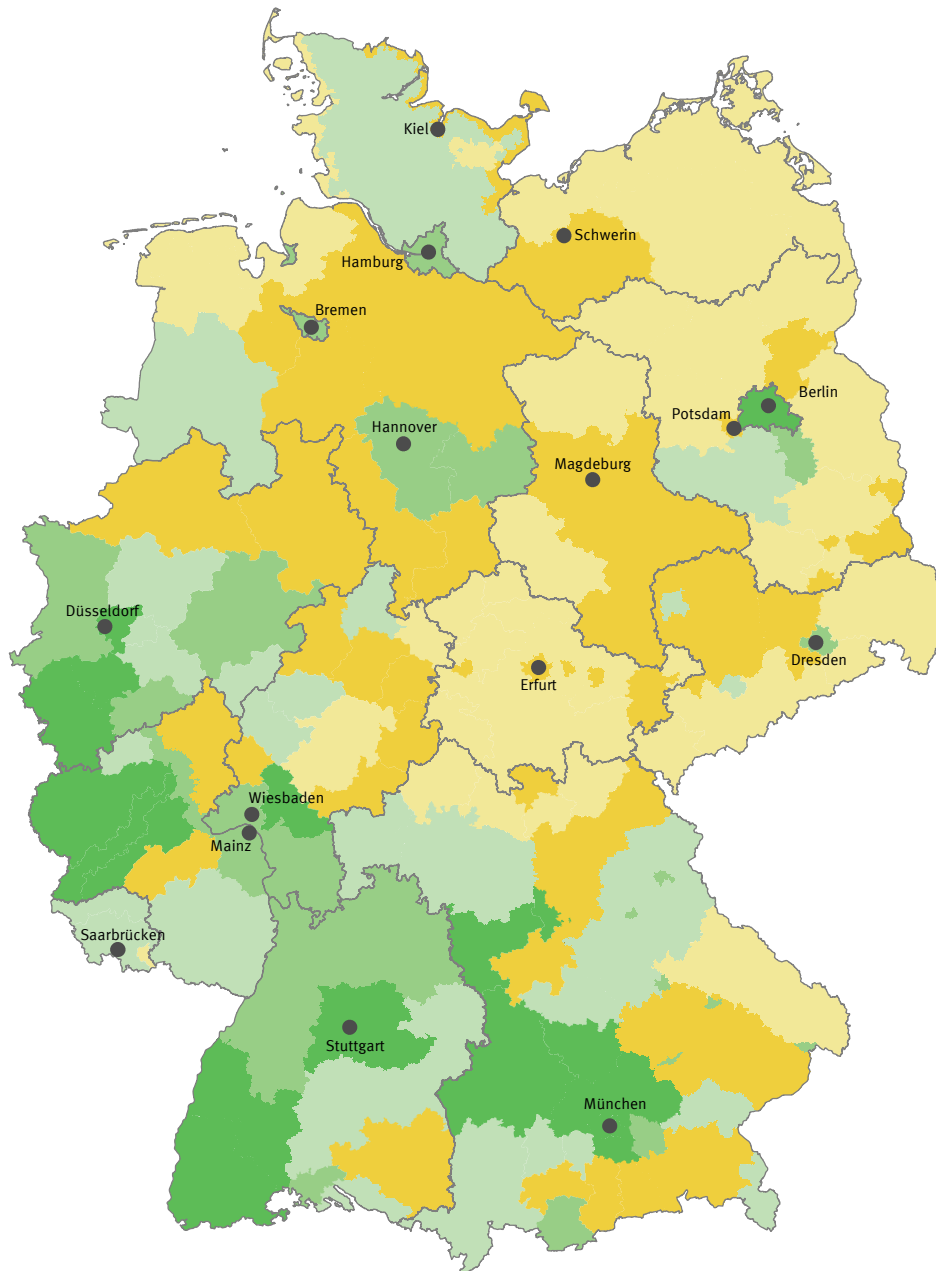 Kiel
Schwerin
Hamburg
Bremen
Berlin
Potsdam
Hannover
Magdeburg
Düsseldorf
Dresden
Erfurt
Wiesbaden
Mainz
Saarbrücken
Stuttgart
München